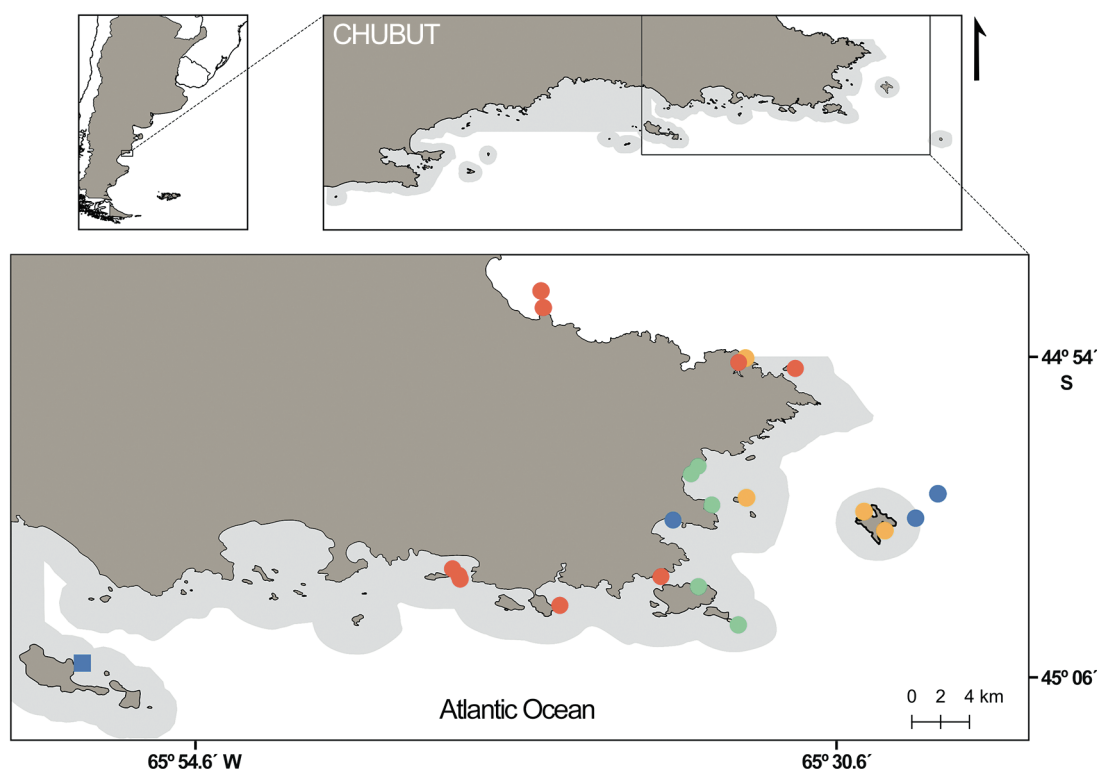 CHUBUT
44º 54´
S
45º 06´
0 2 4 km
Atlantic Ocean
65º 54.6´ W
65º 30.6´